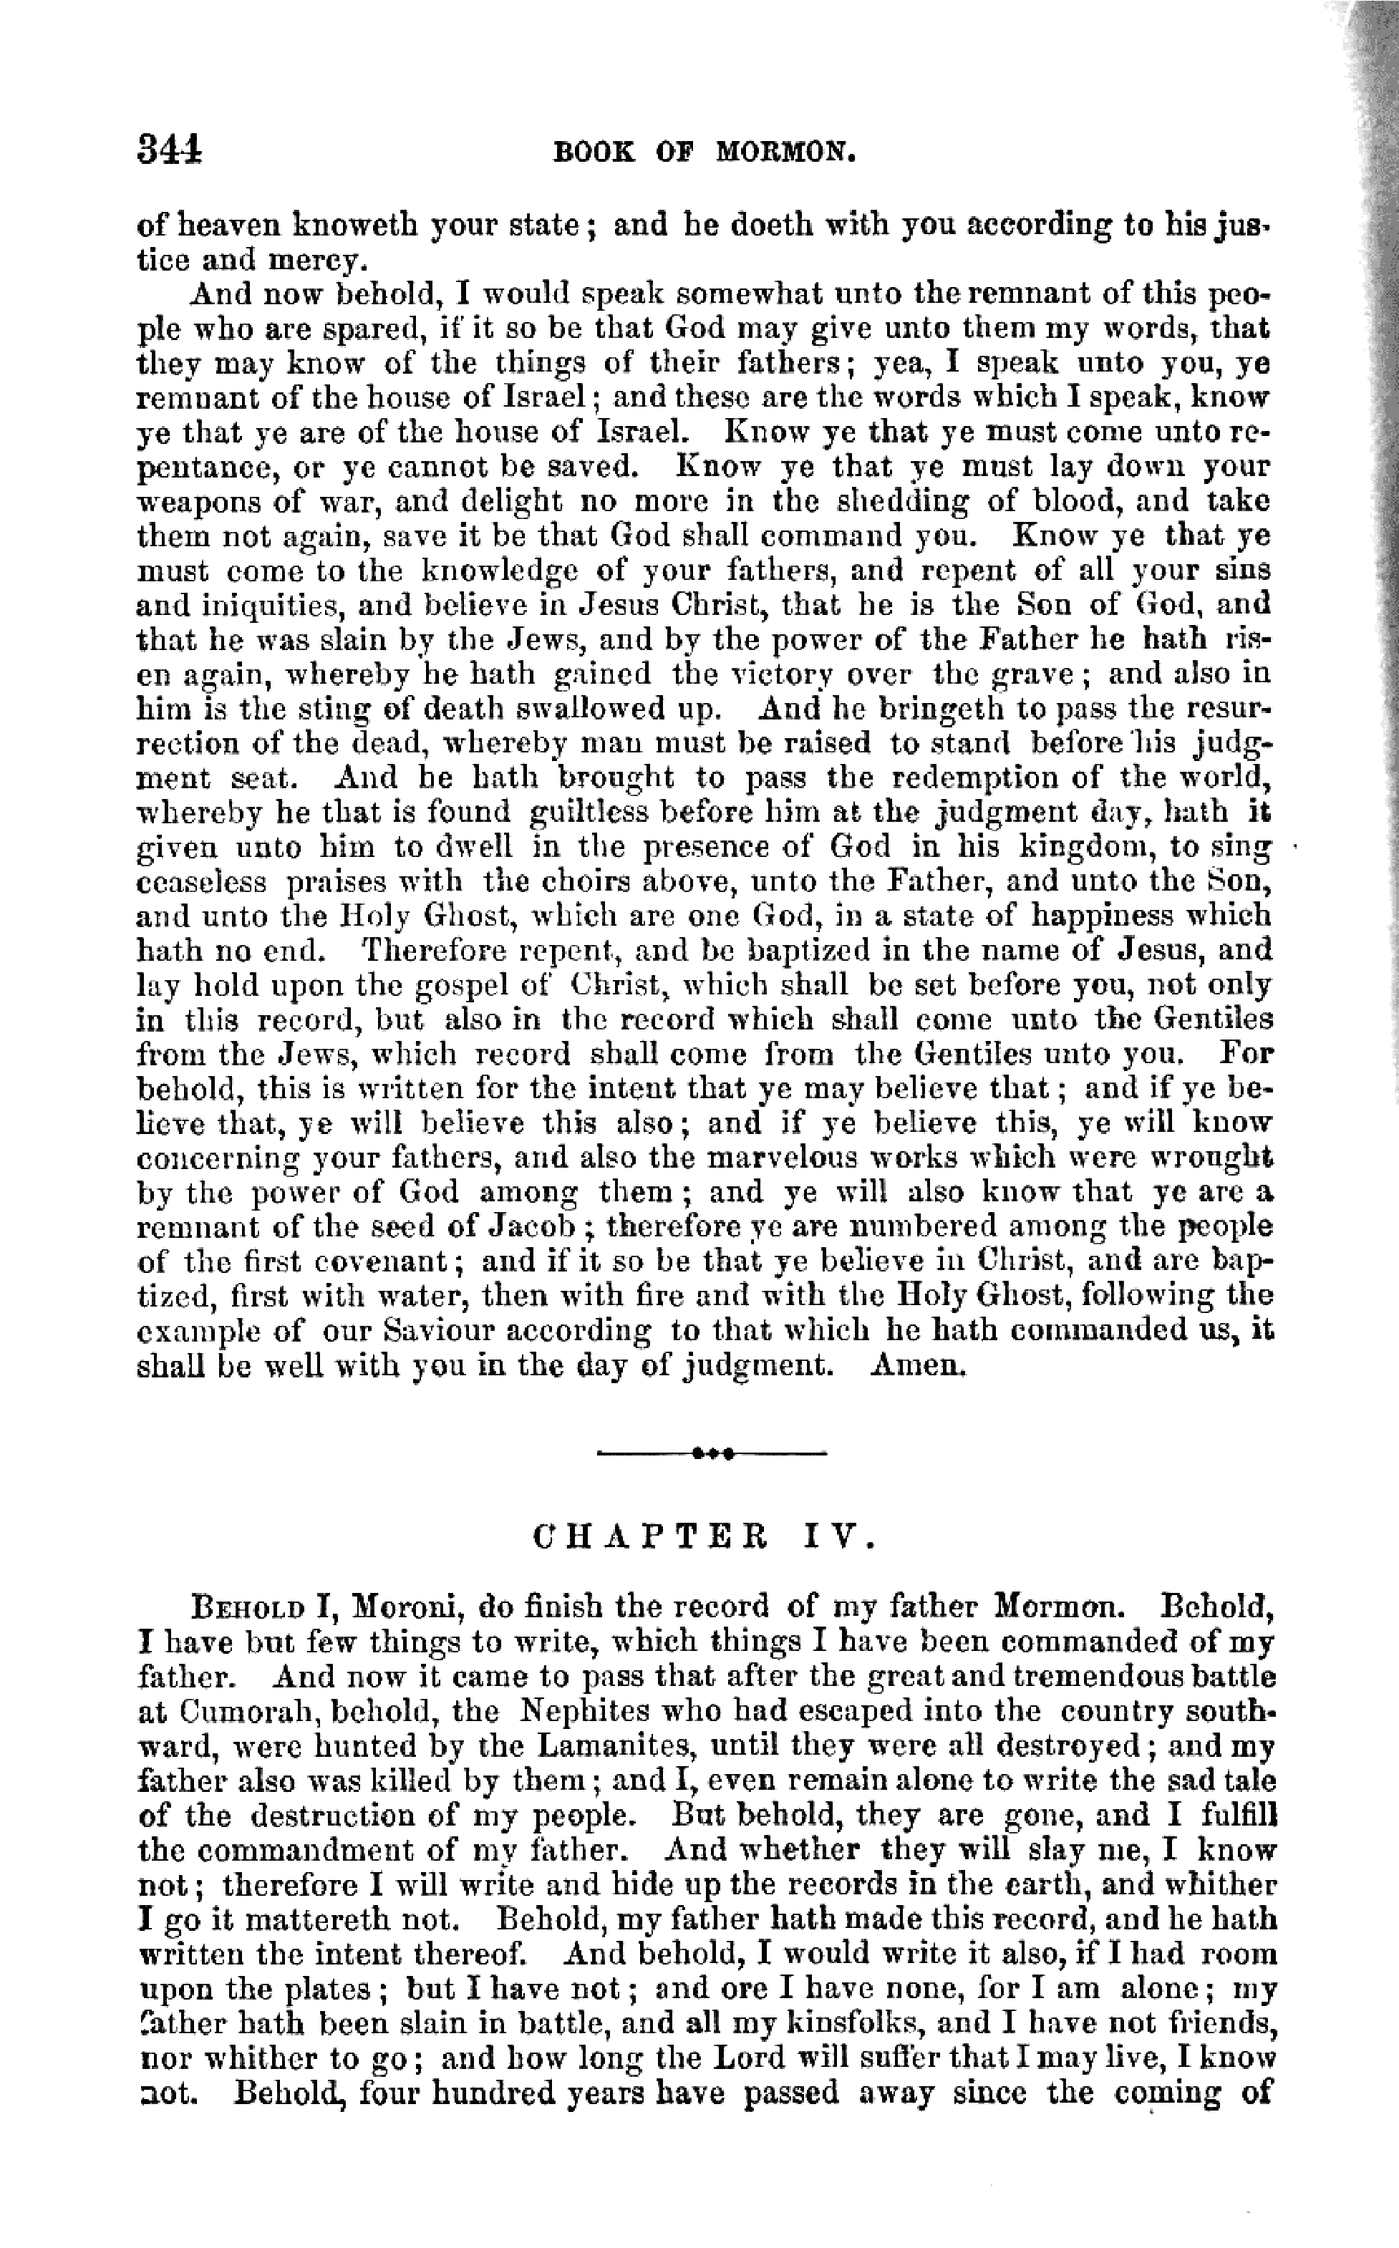 344 BOOK OF MORMON.
of heaven knoweth your state; and he doeth with you according to his jus-
tice and mercy.
And now behold, I would speak somewhat unto the remnant of this peo-
ple who are spared, if it so be that God may give unto them my words, that
they may know of the things of their fathers; yea, I speak unto you, ye
remnant of the house of Israel; and these are the words which I speak, know
ye that ye are of the house of Israel. Know ye that ye must come unto re-
pentance, or ye cannot be saved. Know ye that ye must lay down your
weapons of war, and delight no more in the shedding of blood, and take
them not again, save it be that God shall command you. Know ye that ye
must come to the knowledge of your fathers, and repent of all your sins
and iniquities, and believe in Jesus Christ, that he is the Son of God, and
that he was slain by the Jews, and by the power of the Father he hath ris-
en again, whereby he hath gained the victory over the grave; and also in
him is the sting of death swallowed up. And he bringeth to pass the resur-
rection of the dead, whereby man must be raised to stand before his judg-
ment seat. And he hath brought to pass the redemption of the world,
whereby he that is found guiltless before him at the judgment day, hath it
given unto him to dwell in the presence of God in his kingdom, to sing
ceaseless praises with the choirs above, unto the Father, and unto the Son,
and unto the Holy Ghost, which are one God, in a state of happiness which
hath no end. Therefore repent, and be baptized in the name of Jesus, and
lay hold upon the gospel of Christ, which shall be set before you, not only
in this record, but also in the record which shall come unto the Gentiles
from the Jews, which record shall come from the Gentiles unto you. For
behold, this is written for the intent that ye may believe that; and if ye be-
lieve that, ye will believe this also; and if ye believe this, ye will know
concerning your fathers, and also the marvelous works which were wrought
by the power of God among them; and ye will also know that ye are a
remnant of the seed of Jacob; therefore ye are numbered among the people
of the first covenant; and if it so be that ye believe in Christ, and are bap-
tized, first with water, then with fire and with the Holy Ghost, following the
example of our Saviour according to that which he hath commanded us, it
shall be well with you in the day of judgment. Amen.
CHAPTER IV.
BEHOLD I, Moroni, do finish the record of my father Mormon. Behold,
I have but few things to write, which things I have been commanded of my
father. And now it came to pass that after the great and tremendous battle
at Cumorah, behold, the Nephites who had escaped into the country south-
ward, were hunted by the Lamanites, until they were all destroyed; and my
father also was killed by them; and I, even remain alone to write the sad tale
of the destruction of my people. But behold, they are gone, and I fulfill
the commandment of my father. And whether they will slay me, I know
not; therefore I will write and hide up the records in the earth, and whither
I go it mattereth not. Behold, my father hath made this record, and he hath
written the intent thereof. And behold, I would write it also, if I had room
upon the plates; but I have not; and ore I have none, for I am alone; my
father hath been slain in battle, and all my kinsfolks, and I have not friends,
nor whither to go; and how long the Lord will suffer that I may live, I know
not. Behold, four hundred years have passed away since the coming of